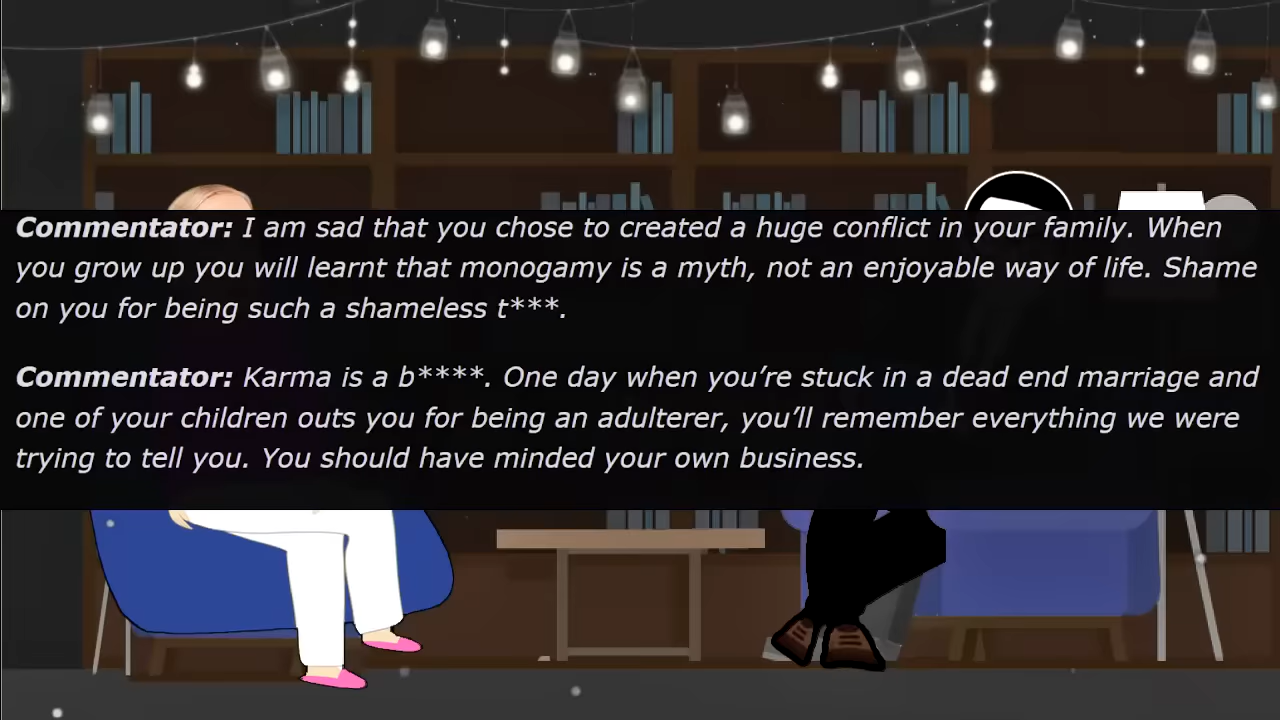 Commentator: I am sad that you chose to created a huge conflict in your family. When
you grow up you will learnt that monogamy is a myth, not an enjoyable way of life. Shame
on you for being such a shameless t***.
Commentator: Karma is a b****. One day when you’re stuck in a dead end marriage and
one of your children outs you for being an adulterer, you’ll remember everything we were
trying to tell you. You should have minded your own business.